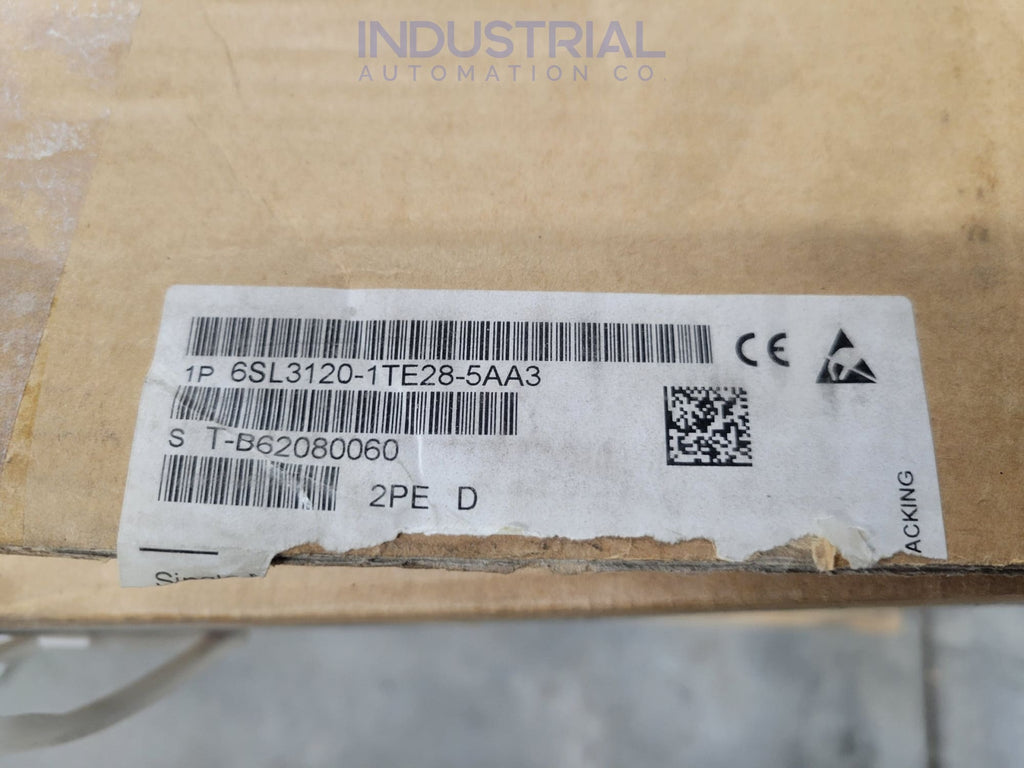 INDUSTRIAL
AUTOMATION CO.
CE
1P 6SL3120-1TE28-5AA3
S T-B62080060
2PE D
ACKING